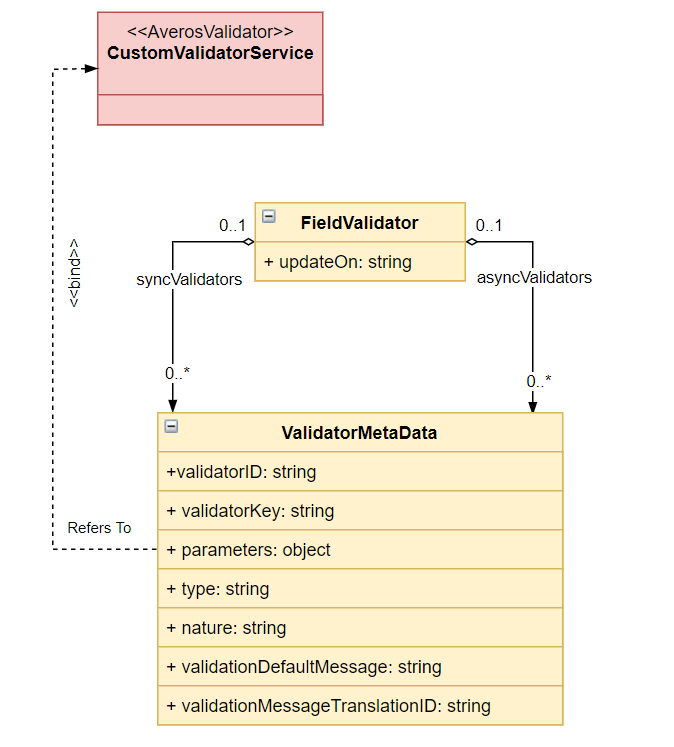 <<AverosValidator>>
CustomValidatorService
0..1
FieldValidator
0..1
+ updateOn: string
syncValidators
asyncValidators
<<bind>>
0..*
0..*
ValidatorMetaData
+validatorID: string
+ validatorKey: string
Refers To
+ parameters: object
+ type: string
+ nature: string
+ validationDefaultMessage: string
+ validationMessageTranslationID: string